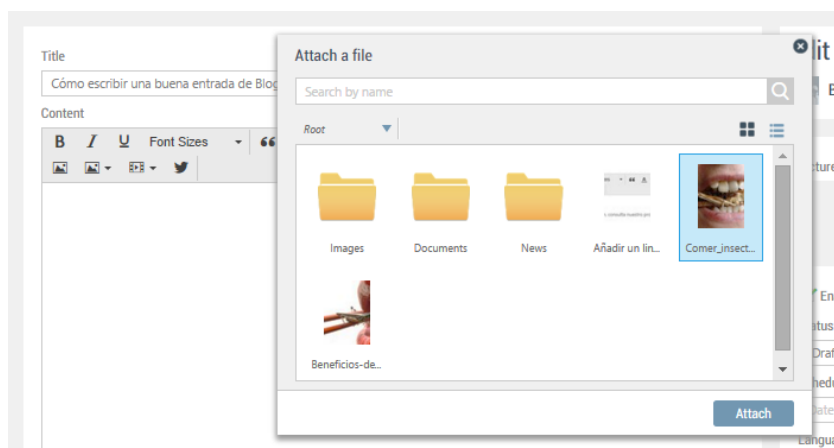 Title
Cómo escribir una buena entrada de Blog
Content
B I U Font Sizes
Attach a file
Search by name
Root
Images
Documents
News
Añadir un lin...
Comer_insect...
Beneficios-de...
Attach